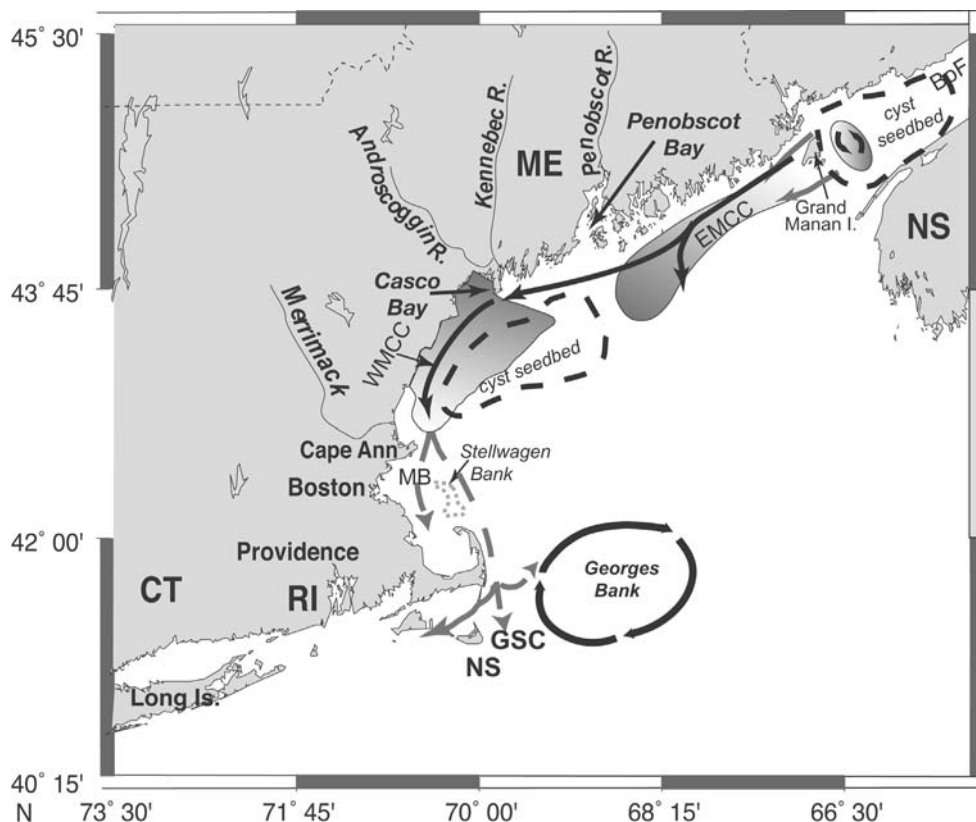 45° 30'
BpF
cyst
seedbed
Penobscot R.
Kennebec R.
Androscoggin R.
Penobscot
Bay
ME
Grand
Manan I.
NS
EMCC
43° 45'
Casco
Bay
Merrimack
WMCC
cyst seedbed
Cape Ann
Stellwagen
Bank
MB
Boston
42° 00'
Providence
Georges
Bank
CT
RI
GSC
NS
Long Is.
40° 15'
N
73° 30'
71° 45'
70° 00'
68° 15'
66° 30'